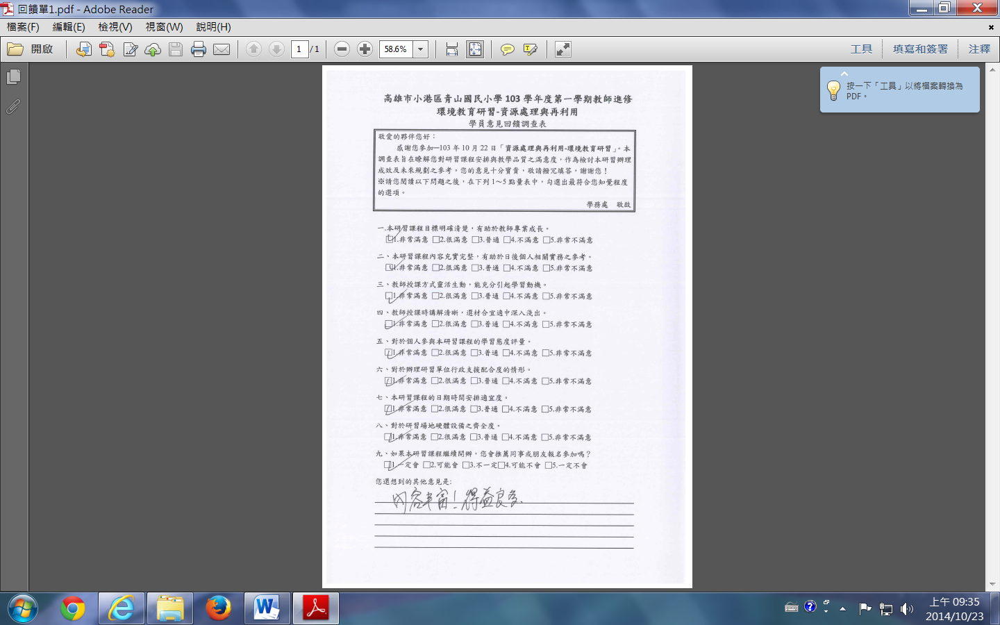 回饋單1.pdf - Adobe Reader
檔案(F) 編輯(E) 檢視(V) 視窗(W) 說明(H)
開啟 1 / 1 58.6% 工具 填寫和簽署 注釋
按一下「工具」以將檔案轉換為
PDF。
高雄市小港區青山國民小學 103 學年度第一學期教師進修
環境教育研習-資源處理與再利用
學員意見回饋調查表
敬愛的夥伴您好：
感謝您參加─103 年 10 月 22 日「資源處理與再利用-環境教育研習」。本
調查表旨在瞭解您對研習課程安排與教學品質之滿意度，作為檢討本研習辦理
成效及未來規劃之參考。您的意見十分寶貴，敬請撥冗填答，謝謝您！
※請您閱讀以下問題之後，在下列 1～5 點量表中，勾選出最符合您知覺程度
的選項。
學務處 敬啟
一.本研習課程目標明確清楚，有助於教師專業成長。
☑1.非常滿意 □2.很滿意 □3.普通 □4.不滿意 □5.非常不滿意
二、本研習課程內容充實完整，有助於日後個人相關實務之參考。
☑1.非常滿意 □2.很滿意 □3.普通 □4.不滿意 □5.非常不滿意
三、教師授課方式靈活生動，能充分引起學習動機。
☑1.非常滿意 □2.很滿意 □3.普通 □4.不滿意 □5.非常不滿意
四、教師授課時講解清晰，選材合宜適中深入淺出。
☑1.非常滿意 □2.很滿意 □3.普通 □4.不滿意 □5.非常不滿意
五、對於個人參與本研習課程的學習態度評量。
☑1.非常滿意 □2.很滿意 □3.普通 □4.不滿意 □5.非常不滿意
六、對於辦理研習單位行政支援配合度的情形。
☑1.非常滿意 □2.很滿意 □3.普通 □4.不滿意 □5.非常不滿意
七、本研習課程的日期時間安排適宜度。
☑1.非常滿意 □2.很滿意 □3.普通 □4.不滿意 □5.非常不滿意
八、對於研習場地硬體設備之齊全度。
☑1.非常滿意 □2.很滿意 □3.普通 □4.不滿意 □5.非常不滿意
九、如果本研習課程繼續開辦，您會推薦同事或朋友報名參加嗎？
☑1.一定會 □2.可能會 □3.不一定□4.可能不會 □5.一定不會
您還想到的其他意見是:
內容丰富！得益良多.
上午 09:35
2014/10/23